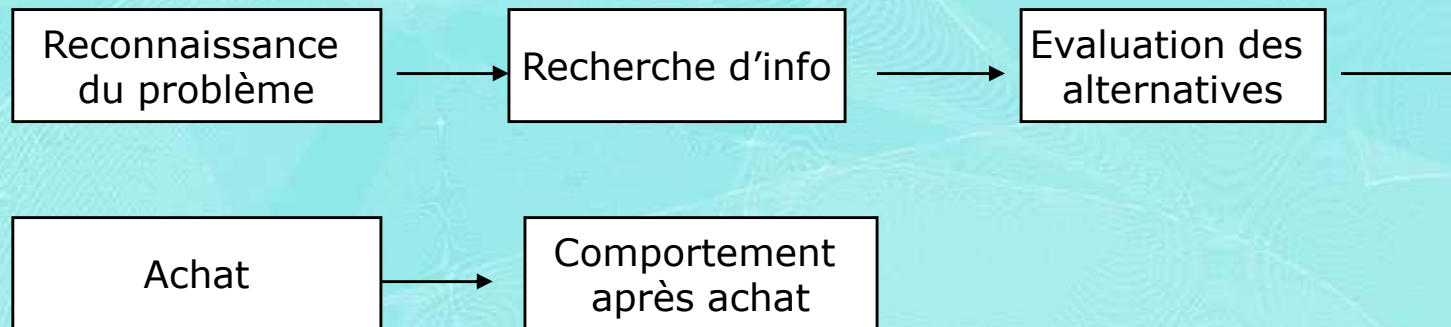 Reconnaissance
du problème
Recherche d’info
Evaluation des
alternatives
Achat
Comportement
après achat